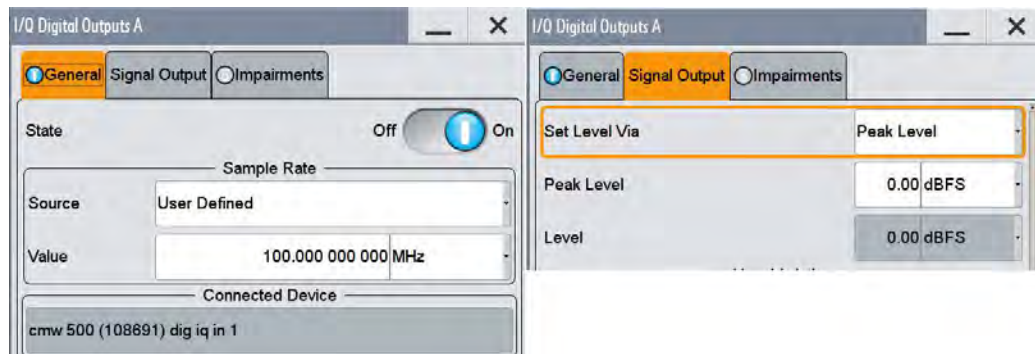 I/Q Digital Outputs A
General Signal Output Impairments
State Off On
Sample Rate
Source User Defined
Value 100.000 000 000 MHz
Connected Device
cmw 500 (108691) dig iq in 1
I/Q Digital Outputs A
General Signal Output Impairments
Set Level Via Peak Level
Peak Level 0.00 dBFS
Level 0.00 dBFS